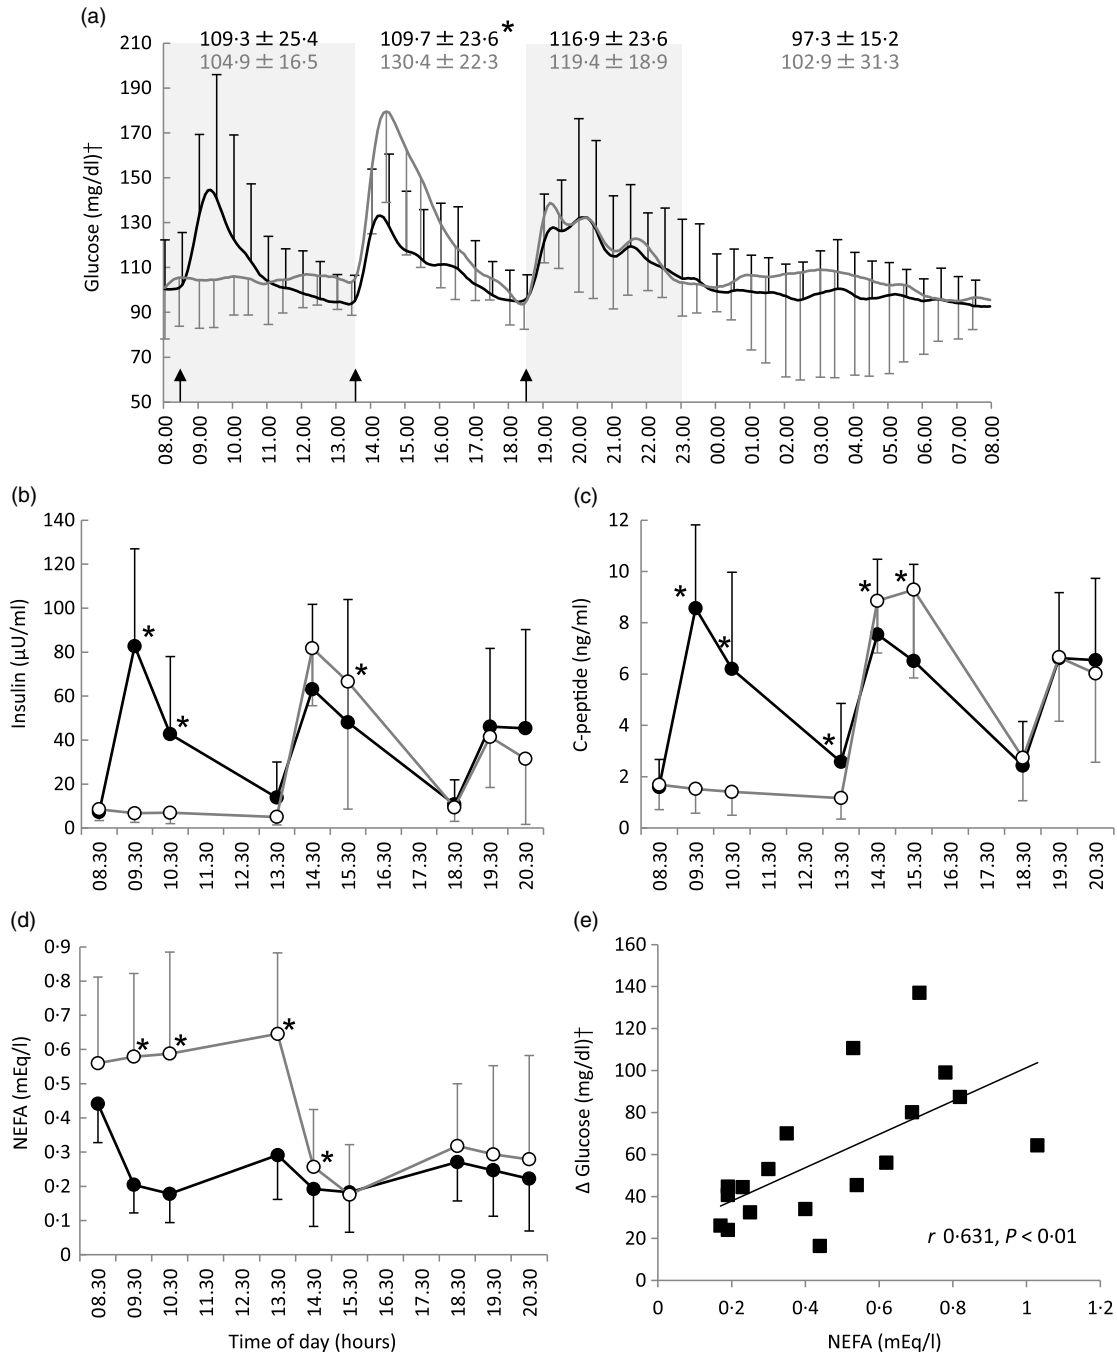 (a)
109·3 ± 25·4 109·7 ± 23·6* 116·9 ± 23·6 97·3 ± 15·2
104·9 ± 16·5 130·4 ± 22·3 119·4 ± 18·9 102·9 ± 31·3
Glucose (mg/dl)†
210
190
170
150
130
110
90
70
50
08.00 09.00 10.00 11.00 12.00 13.00 14.00 15.00 16.00 17.00 18.00 19.00 20.00 21.00 22.00 23.00 00.00 01.00 02.00 03.00 04.00 05.00 06.00 07.00 08.00
(b)
Insulin (µU/ml)
140
120
100
80
60
40
20
0
* * *
08.30 09.30 10.30 11.30 12.30 13.30 14.30 15.30 16.30 17.30 18.30 19.30 20.30
(c)
C-peptide (ng/ml)
12
10
8
6
4
2
0
* * * * *
08.30 09.30 10.30 11.30 12.30 13.30 14.30 15.30 16.30 17.30 18.30 19.30 20.30
(d)
NEFA (mEq/l)
0·9
0·8
0·7
0·6
0·5
0·4
0·3
0·2
0·1
0
* * * *
08.30 09.30 10.30 11.30 12.30 13.30 14.30 15.30 16.30 17.30 18.30 19.30 20.30
Time of day (hours)
(e)
Δ Glucose (mg/dl)†
160
140
120
100
80
60
40
20
0
r 0·631, P < 0·01
0 0·2 0·4 0·6 0·8 1 1·2
NEFA (mEq/l)